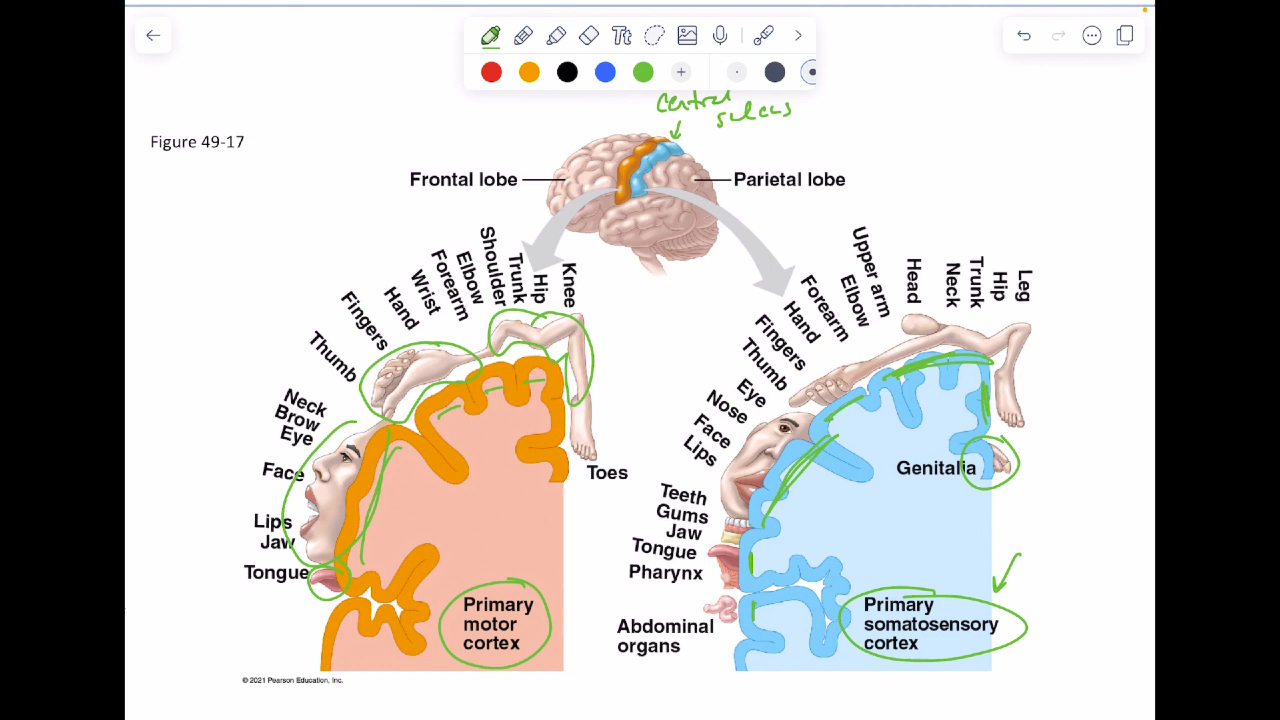 Tt
central
sulcus
Figure 49-17
Frontal lobe
Parietal lobe
Thumb
Fingers
Hand
Wrist
Forearm
Elbow
Shoulder
Trunk
Hip
Knee
Neck
Brow
Eye
Face
Lips
Jaw
Tongue
Toes
Primary
motor
cortex
Upper arm
Elbow
Forearm
Hand
Fingers
Thumb
Eye
Nose
Face
Lips
Head
Neck
Trunk
Hip
Leg
Genitalia
Teeth
Gums
Jaw
Tongue
Pharynx
Abdominal
organs
Primary
somatosensory
cortex
© 2021 Pearson Education, Inc.